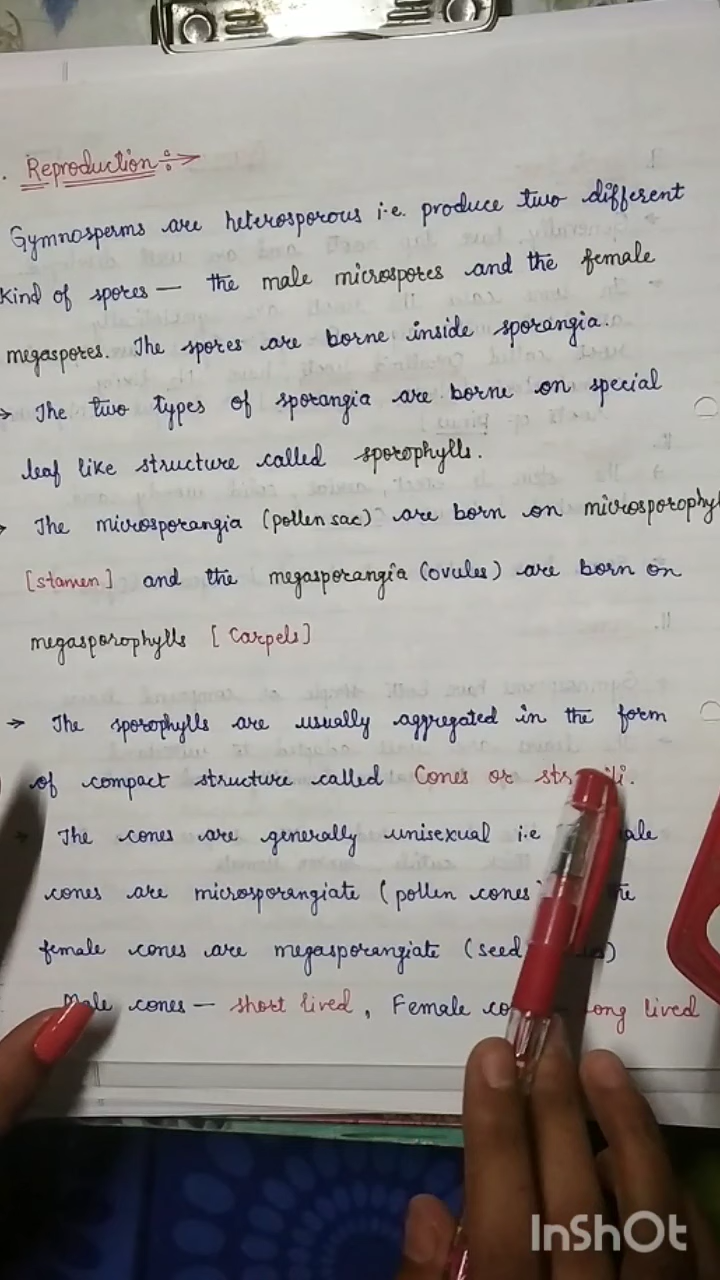 . Reproduction ÷→
Gymnosperms are heterosporous i.e. produce two different
kind of spores — the male microspores and the female
megaspores. The spores are borne inside sporangia.
→ The two types of sporangia are borne on special
leaf like structure called sporophylls.
→ The microsporangia (pollen sac) are born on microsporophyl
[stamen] and the megasporangia (ovules) are born on
megasporophylls [Carpels]
→ The sporophylls are usually aggregated in the form
of compact structure called Cones or
→ The cones are generally unisexual i.e
cones are microsporangiate (pollen cones)
female cones are megasporangiate (seed
Male cones — short lived, Female long lived
InShOt